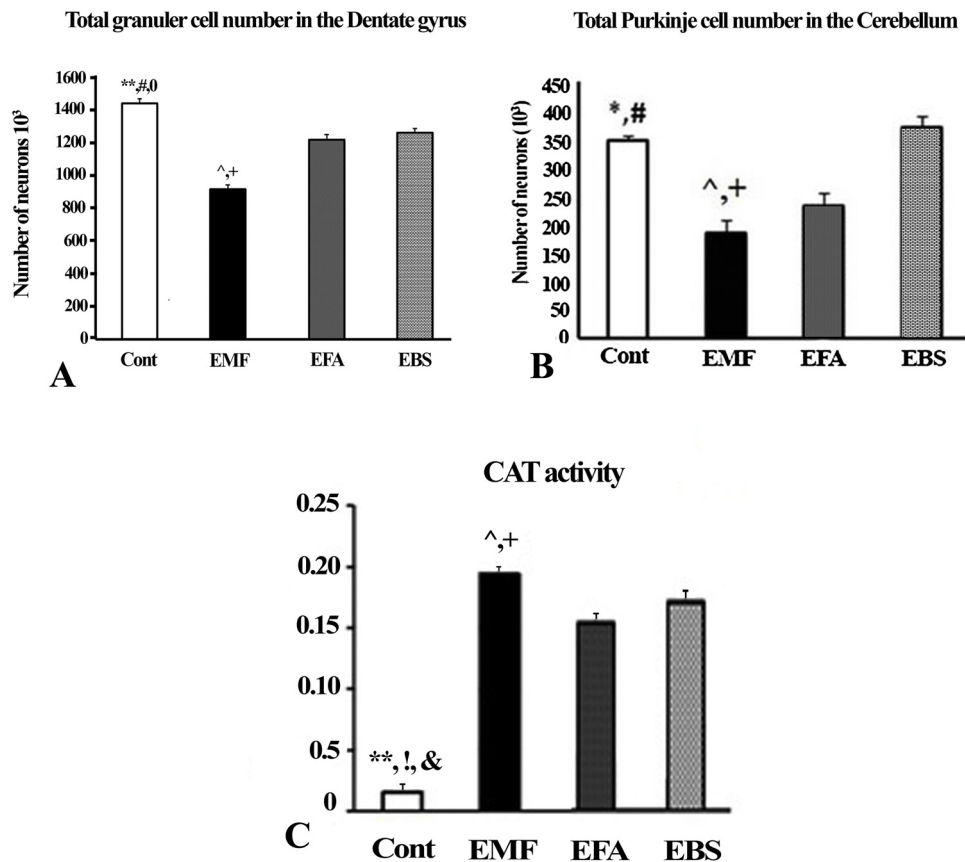 Total granuler cell number in the Dentate gyrus
Number of neurons 10³
1600
1400
1200
1000
800
600
400
200
0
**,#,0
^,+
Cont EMF EFA EBS
A
Total Purkinje cell number in the Cerebellum
Number of neurons (10³)
450
400
350
300
250
200
150
100
50
0
*,#
^,+
Cont EMF EFA EBS
B
CAT activity
0.25
0.20
0.15
0.10
0.5
0
**,!,&
^,+
Cont EMF EFA EBS
C